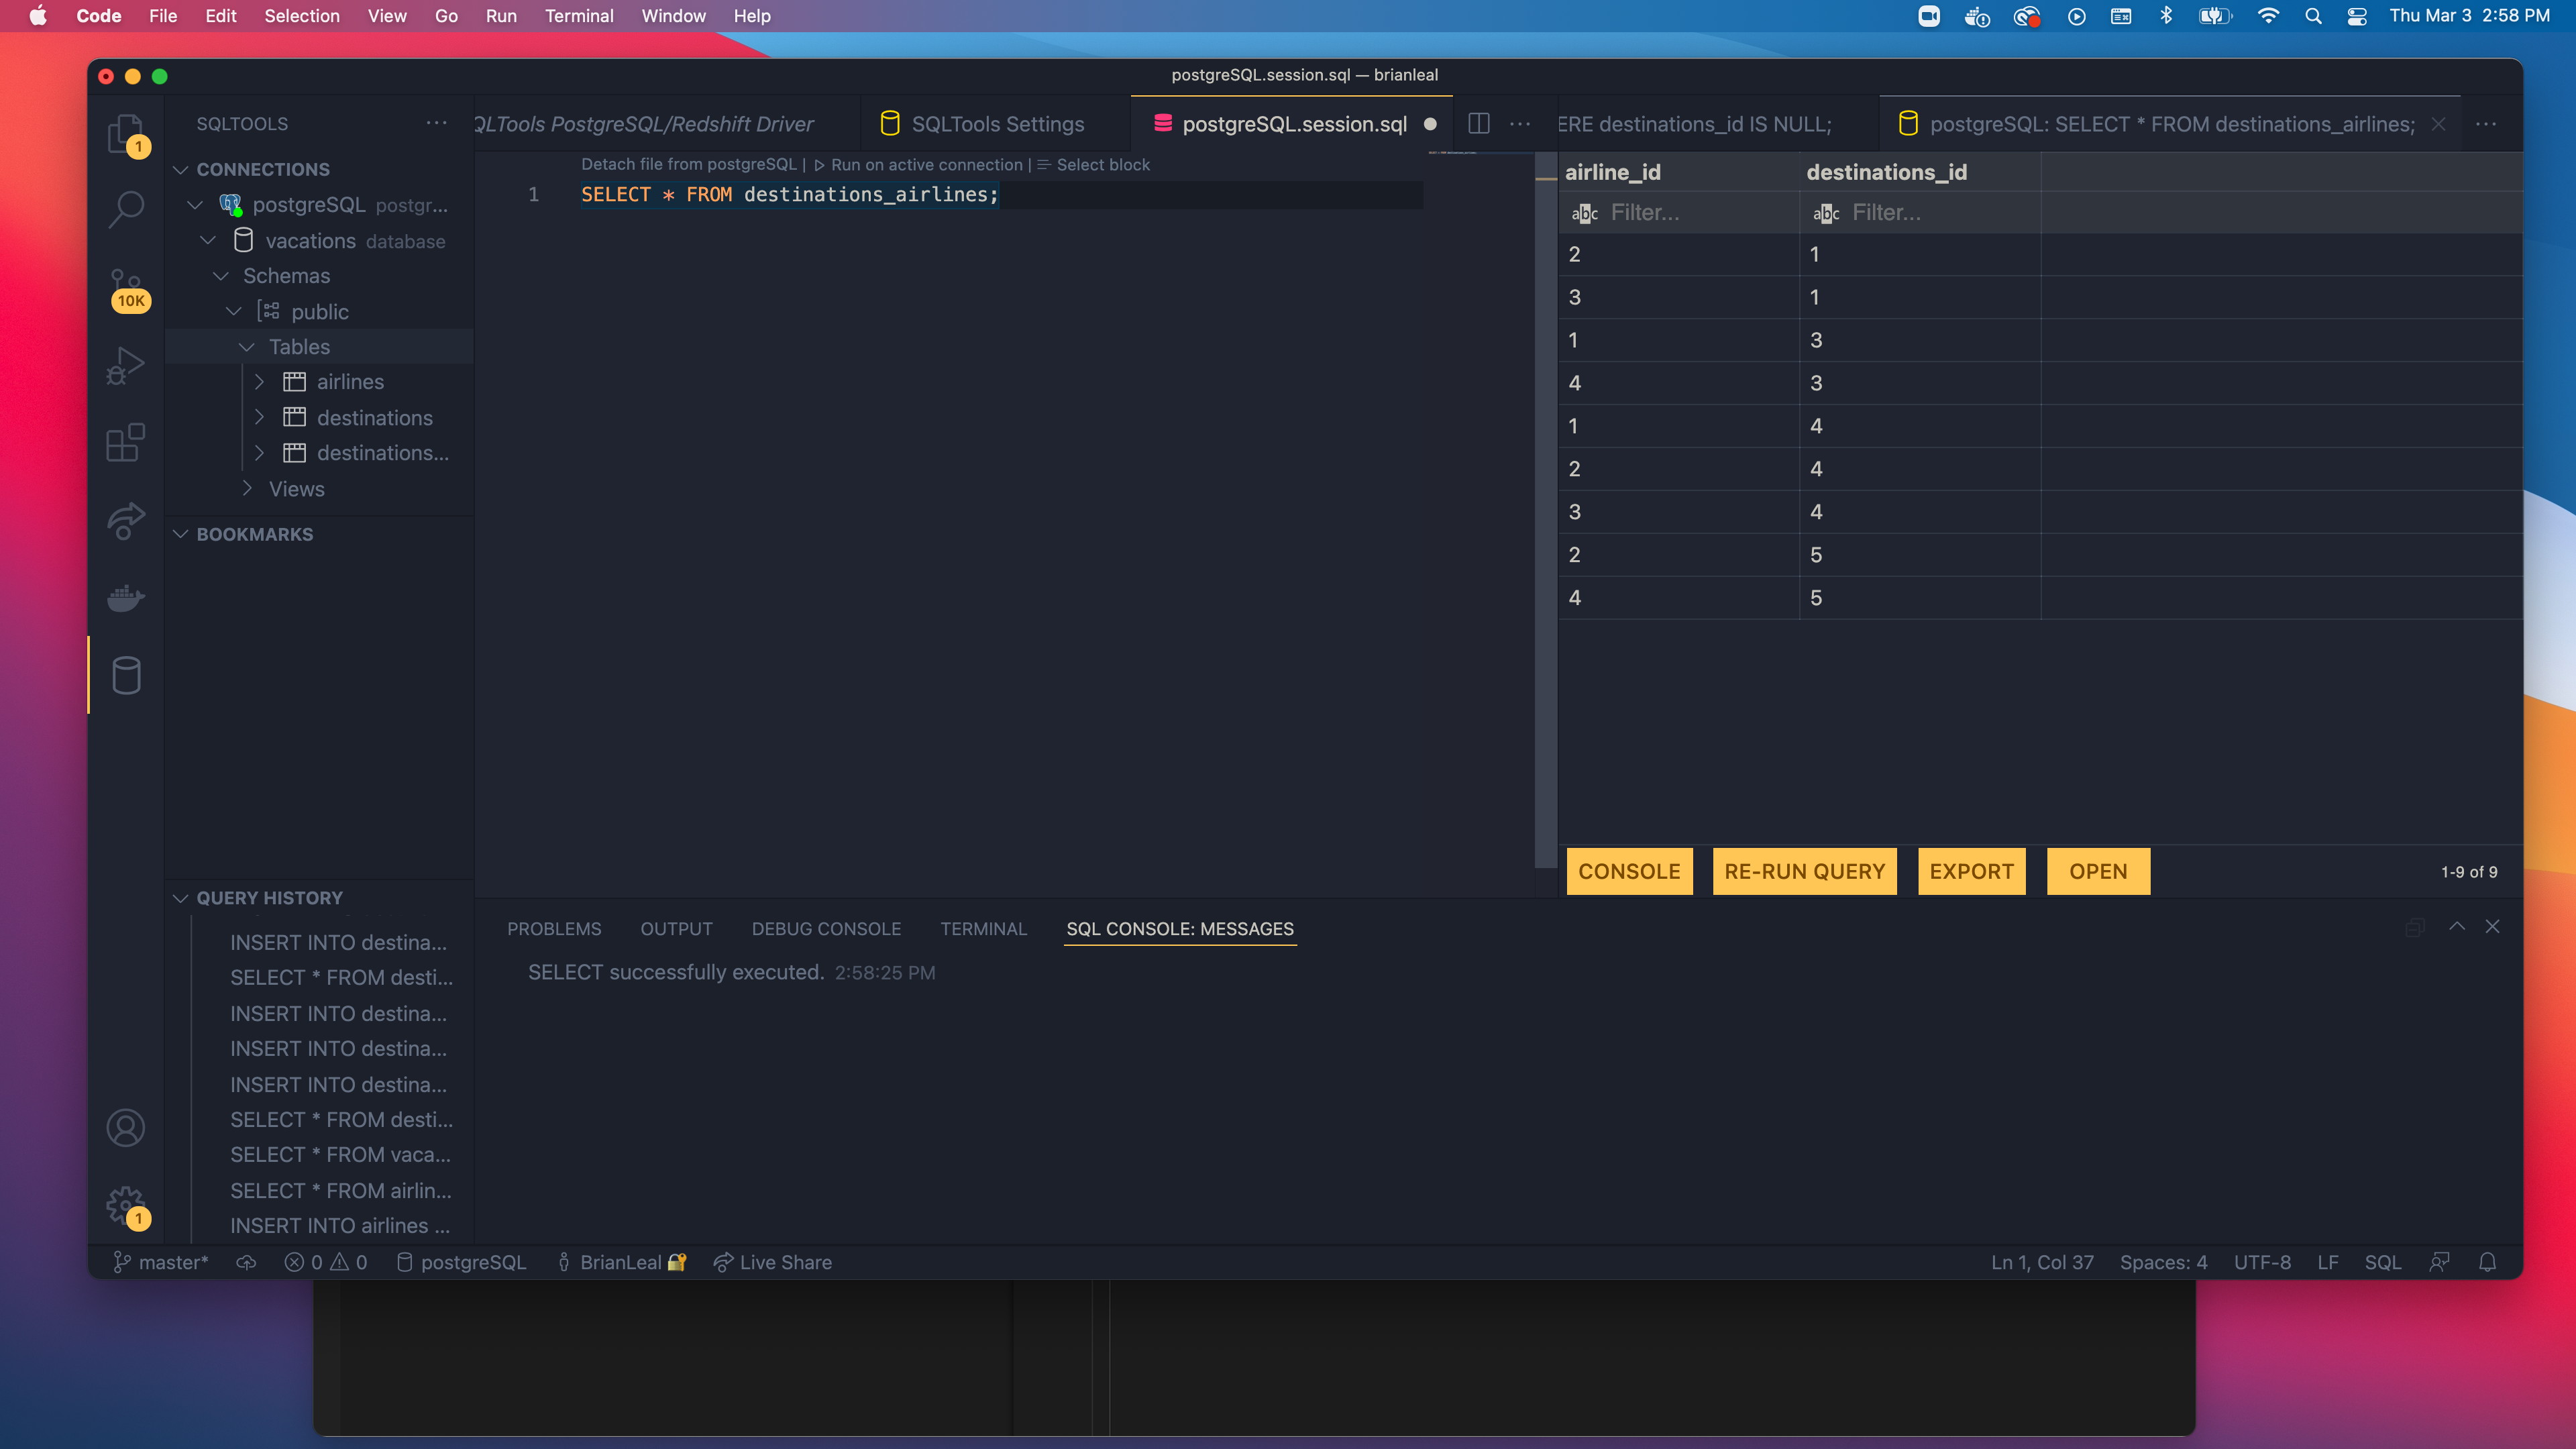 Code File Edit Selection View Go Run Terminal Window Help Thu Mar 3 2:58 PM
postgreSQL.session.sql — brianleal
SQLTOOLS
CONNECTIONS
postgreSQL postgr...
vacations database
Schemas
public
Tables
airlines
destinations
destinations...
Views
BOOKMARKS
QUERY HISTORY
INSERT INTO destina...
SELECT * FROM desti...
INSERT INTO destina...
INSERT INTO destina...
INSERT INTO destina...
SELECT * FROM desti...
SELECT * FROM vaca...
SELECT * FROM airlin...
INSERT INTO airlines ...
1
10K
1
QLTools PostgreSQL/Redshift Driver SQLTools Settings postgreSQL.session.sql
Detach file from postgreSQL | Run on active connection | Select block
1 SELECT * FROM destinations_airlines;
ERE destinations_id IS NULL; postgreSQL: SELECT * FROM destinations_airlines;
airline_id destinations_id
abc Filter... abc Filter...
2 1
3 1
1 3
4 3
1 4
2 4
3 4
2 5
4 5
CONSOLE RE-RUN QUERY EXPORT OPEN 1-9 of 9
PROBLEMS OUTPUT DEBUG CONSOLE TERMINAL SQL CONSOLE: MESSAGES
SELECT successfully executed. 2:58:25 PM
master* 0 0 postgreSQL BrianLeal Live Share Ln 1, Col 37 Spaces: 4 UTF-8 LF SQL